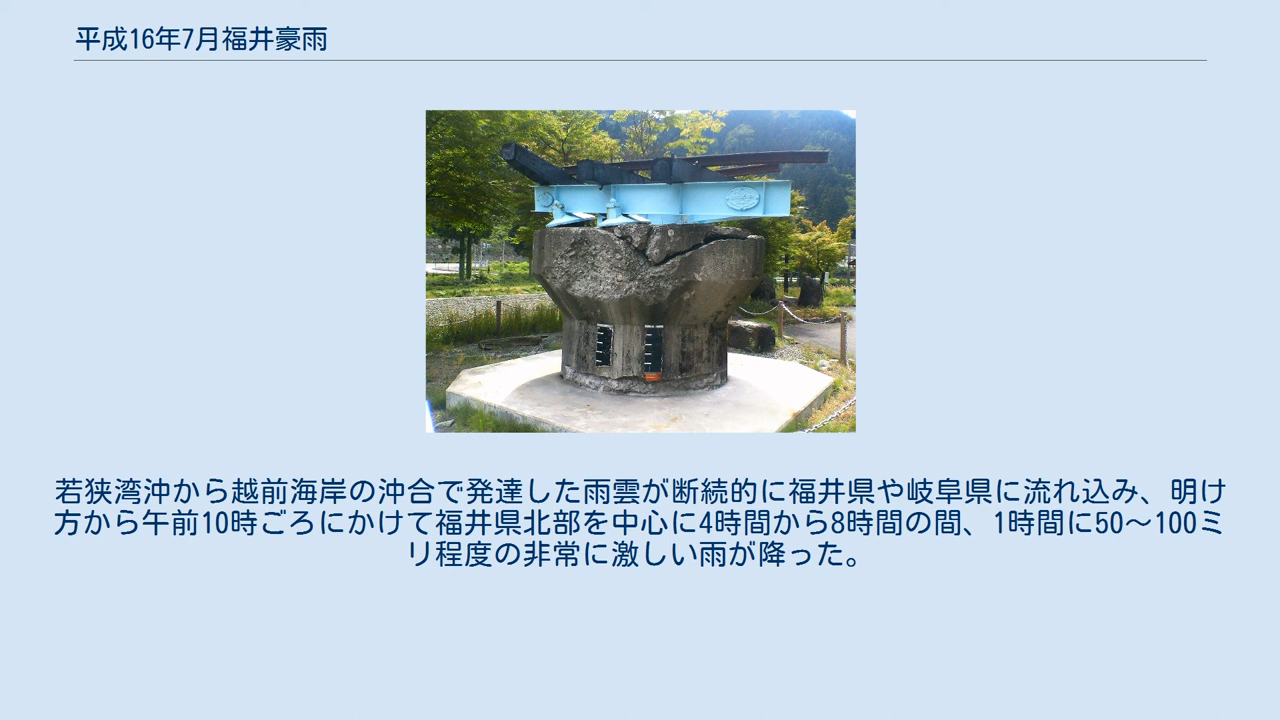 平成16年7月福井豪雨
若狭湾沖から越前海岸の沖合で発達した雨雲が断続的に福井県や岐阜県に流れ込み、明け
方から午前10時ごろにかけて福井県北部を中心に4時間から8時間の間、1時間に50～100ミ
リ程度の非常に激しい雨が降った。